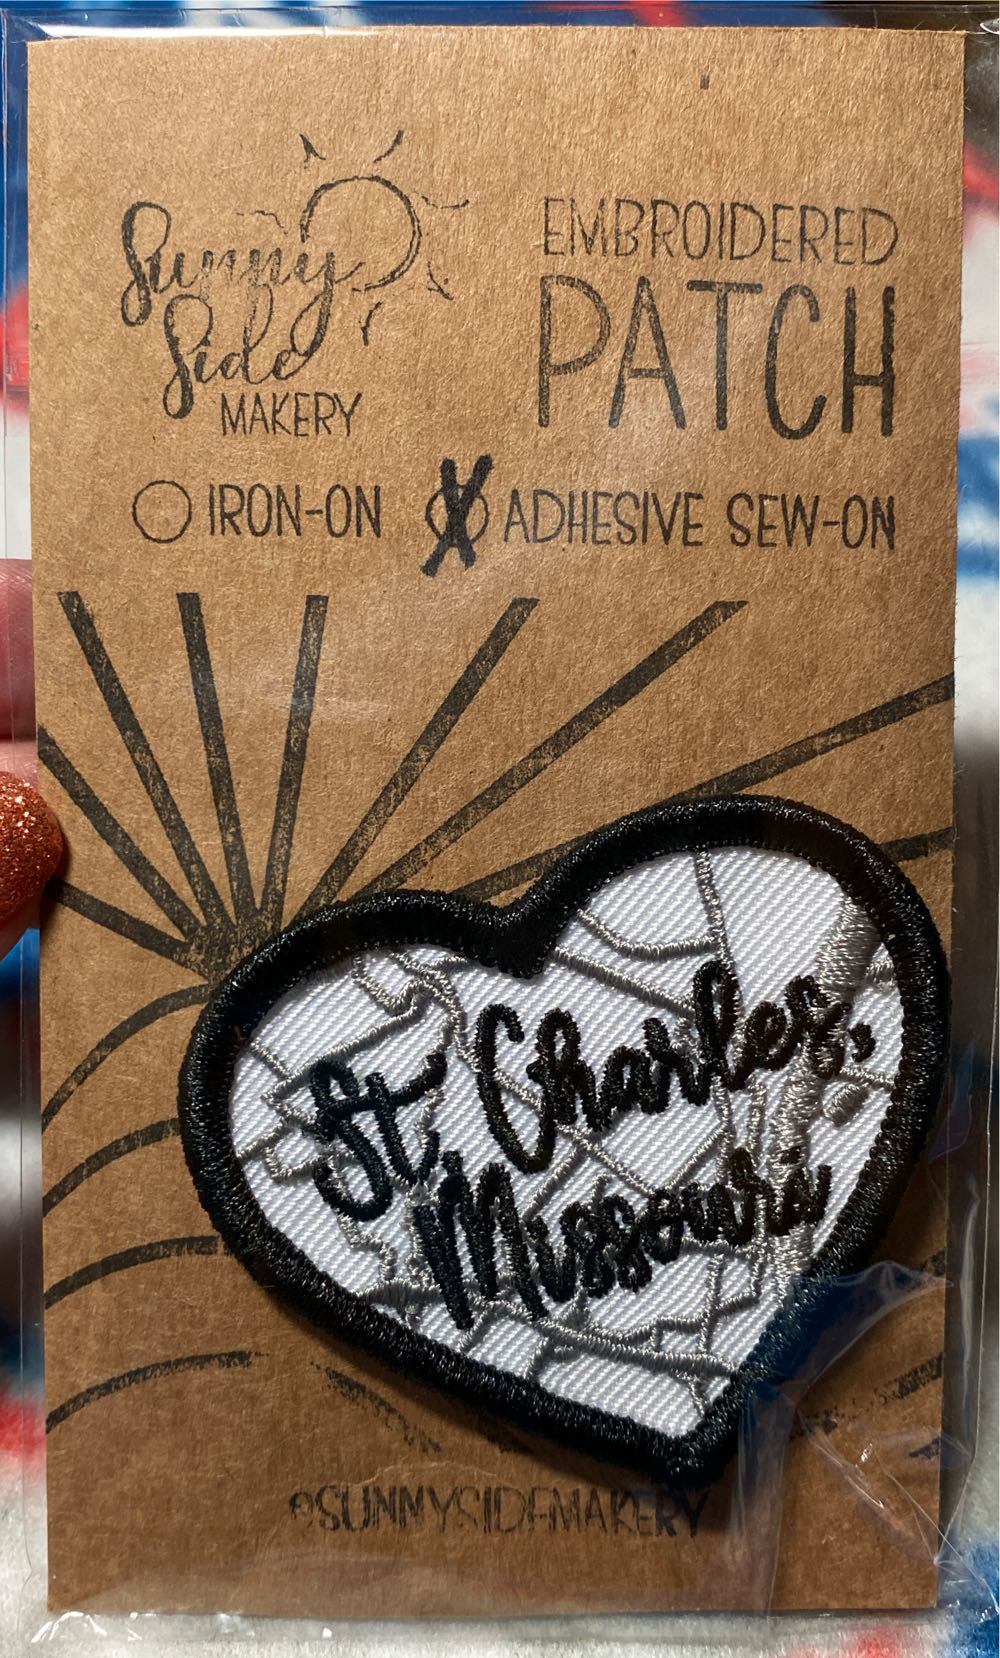 Sunny
Side
MAKERY
EMBROIDERED
PATCH
IRON-ON
X ADHESIVE SEW-ON
St. Charles,
Missouri
@SUNNYSIDEMAKERY